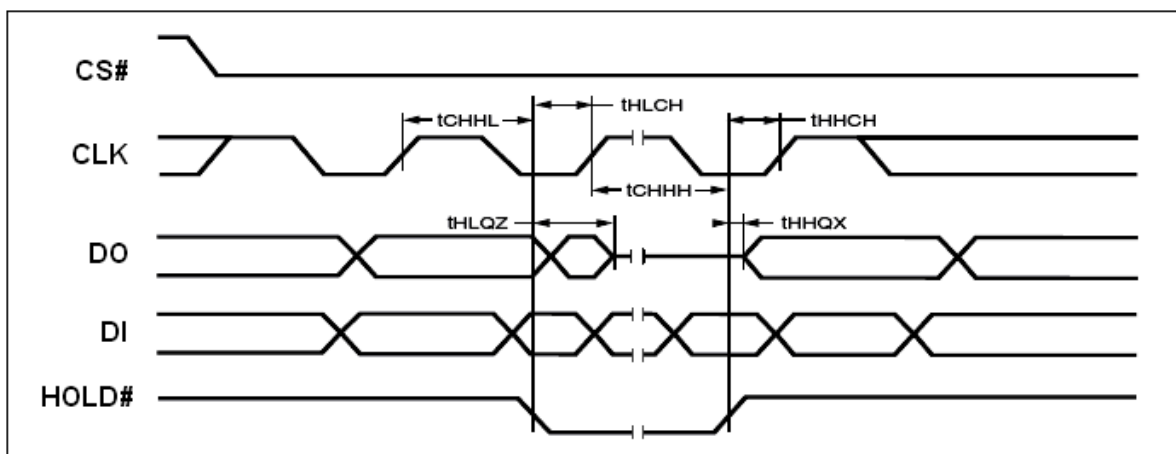 CS#
tHLCH
tCHHL
tHHCH
CLK
tCHHH
tHLQZ
tHHQX
DO
DI
HOLD#